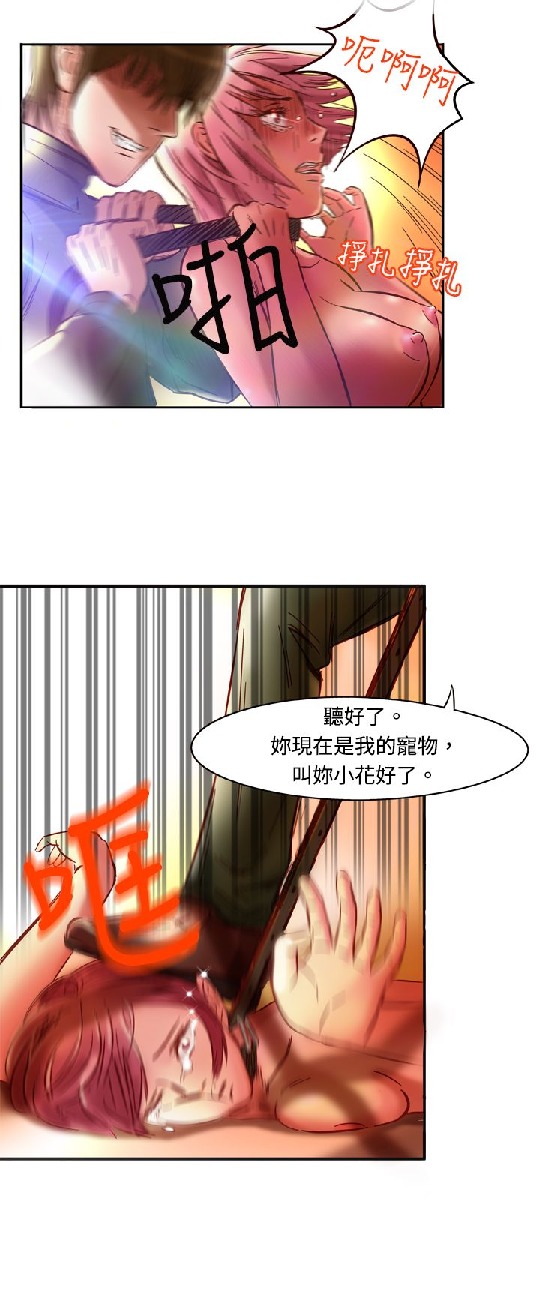 呃啊啊
掙扎掙扎
啪
聽好了。
妳現在是我的寵物，
叫妳小花好了。
哐